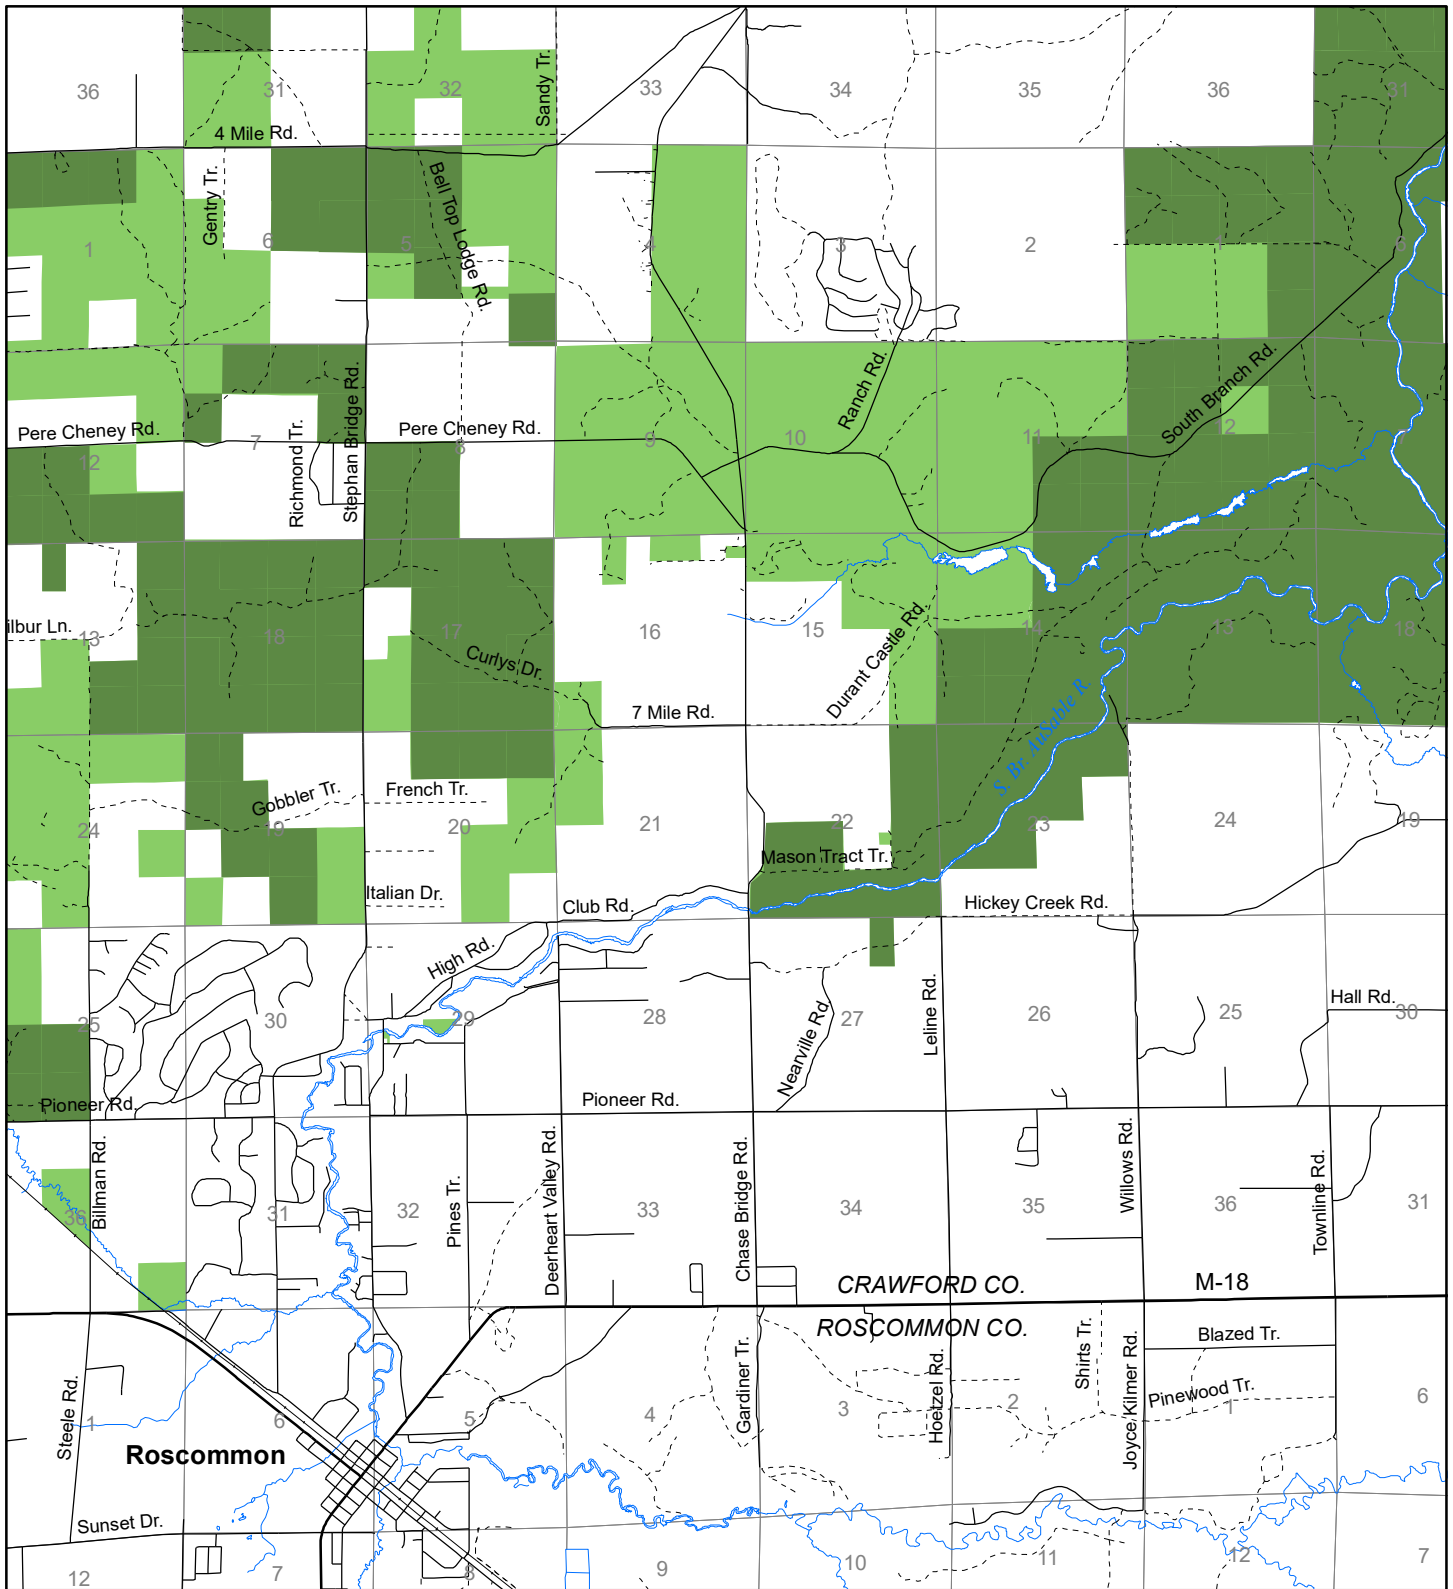 36
31
32
Sandy Tr.
33
34
35
36
31
4 Mile Rd.
1
Gentry Tr.
6
5
Bell Top Lodge Rd.
4
3
2
1
6
Pere Cheney Rd.
12
7
Richmond Tr.
Stephan Bridge Rd.
Pere Cheney Rd.
8
9
10
Ranch Rd.
11
South Branch Rd.
12
7
ilbur Ln.
13
18
17
Curlys Dr.
16
15
Durant Castle Rd.
14
13
18
7 Mile Rd.
S. Br. AuSable R.
24
Gobbler Tr.
19
French Tr.
20
21
22
Mason Tract Tr.
23
24
19
Italian Dr.
Club Rd.
Hickey Creek Rd.
High Rd.
25
30
29
28
Nearville Rd.
27
Leline Rd.
26
25
Hall Rd.
30
Pioneer Rd.
Pioneer Rd.
36
Billman Rd.
31
32
Pines Tr.
Deerheart Valley Rd.
33
Chase Bridge Rd.
34
35
Willows Rd.
36
Townline Rd.
31
CRAWFORD CO.
M-18
ROSCOMMON CO.
Steele Rd.
1
6
5
4
Gardiner Tr.
3
Hoetzel Rd.
2
Shirts Tr.
Joyce Kilmer Rd.
Blazed Tr.
Pinewood Tr.
1
6
Roscommon
Sunset Dr.
12
7
8
9
10
11
12
7